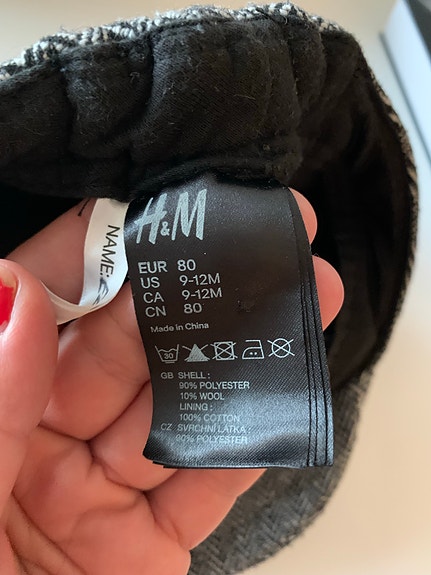 NAME:
H&M
EUR 80
US 9-12M
CA 9-12M
CN 80
Made in China
30
GB SHELL :
90% POLYESTER
10% WOOL
LINING :
100% COTTON
CZ SVRCHNÍ LÁTKA :
90% POLYESTER